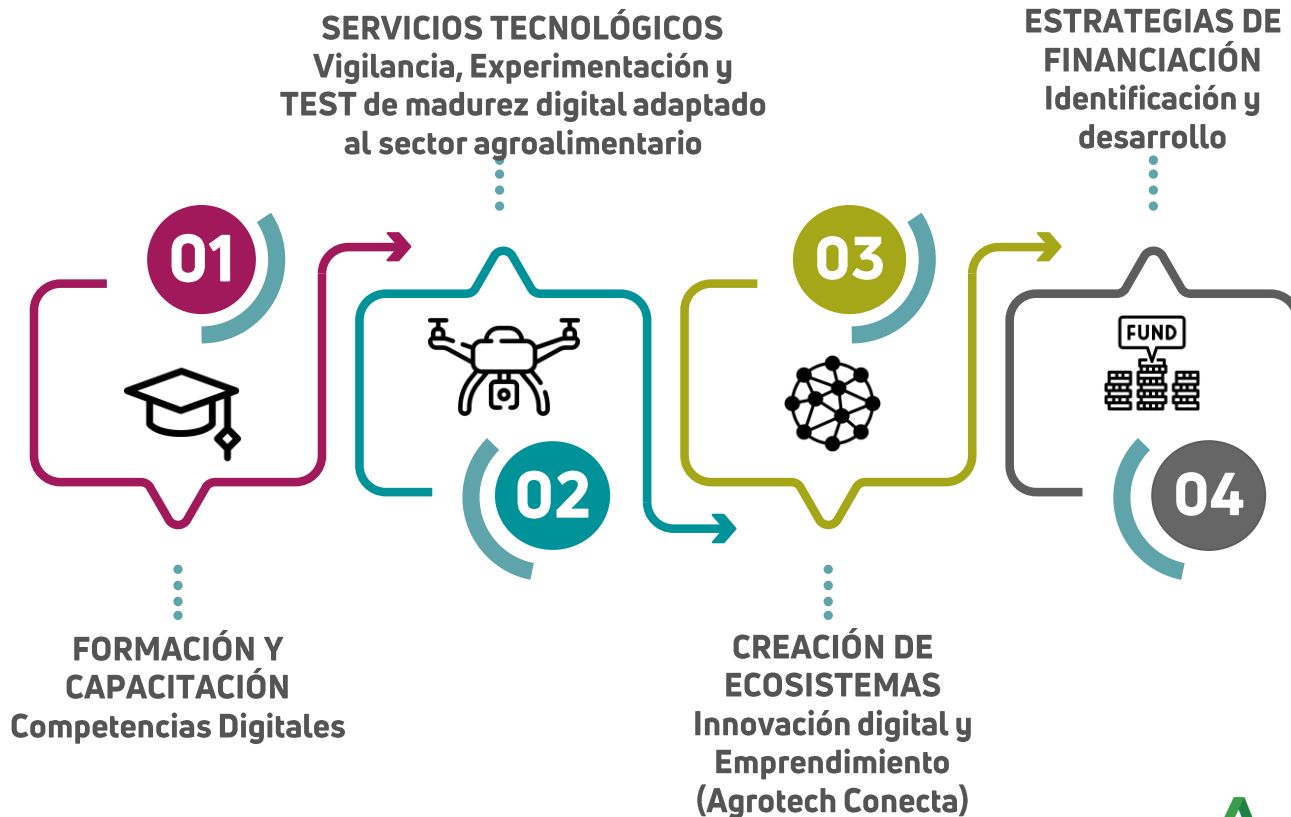 SERVICIOS TECNOLÓGICOS
Vigilancia, Experimentación y
TEST de madurez digital adaptado
al sector agroalimentario
ESTRATEGIAS DE
FINANCIACIÓN
Identificación y
desarrollo
01
02
03
FUND
04
FORMACIÓN Y
CAPACITACIÓN
Competencias Digitales
CREACIÓN DE
ECOSISTEMAS
Innovación digital y
Emprendimiento
(Agrotech Conecta)